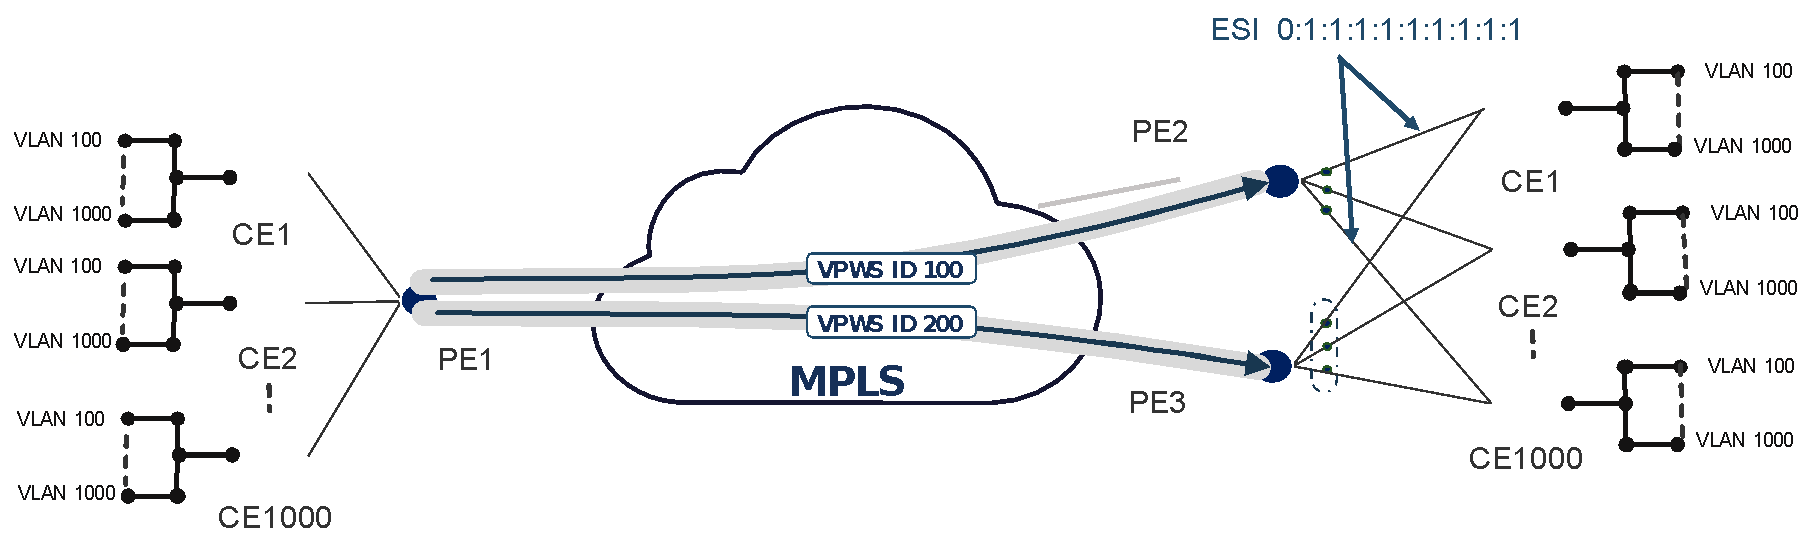 ESI 0:1:1:1:1:1:1:1:1:1
VLAN 100
VLAN 1000
CE1
VLAN 100
VLAN 1000
CE2
VLAN 100
VLAN 1000
CE1000
PE1
VPWS ID 100
VPWS ID 200
MPLS
PE2
PE3
VLAN 100
VLAN 1000
CE1
VLAN 100
VLAN 1000
CE2
VLAN 100
VLAN 1000
CE1000